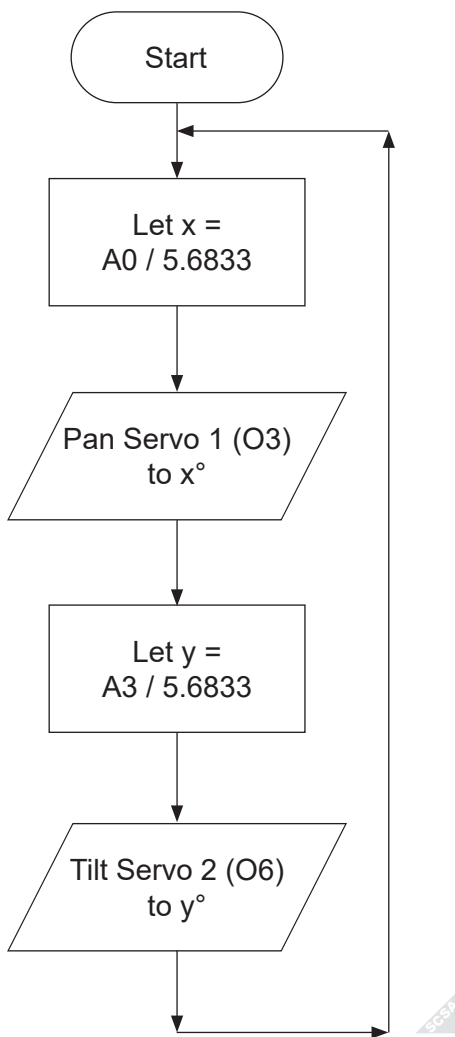 Start
Let x =
A0 / 5.6833
Pan Servo 1 (O3)
to x°
Let y =
A3 / 5.6833
Tilt Servo 2 (O6)
to y°
SCSA